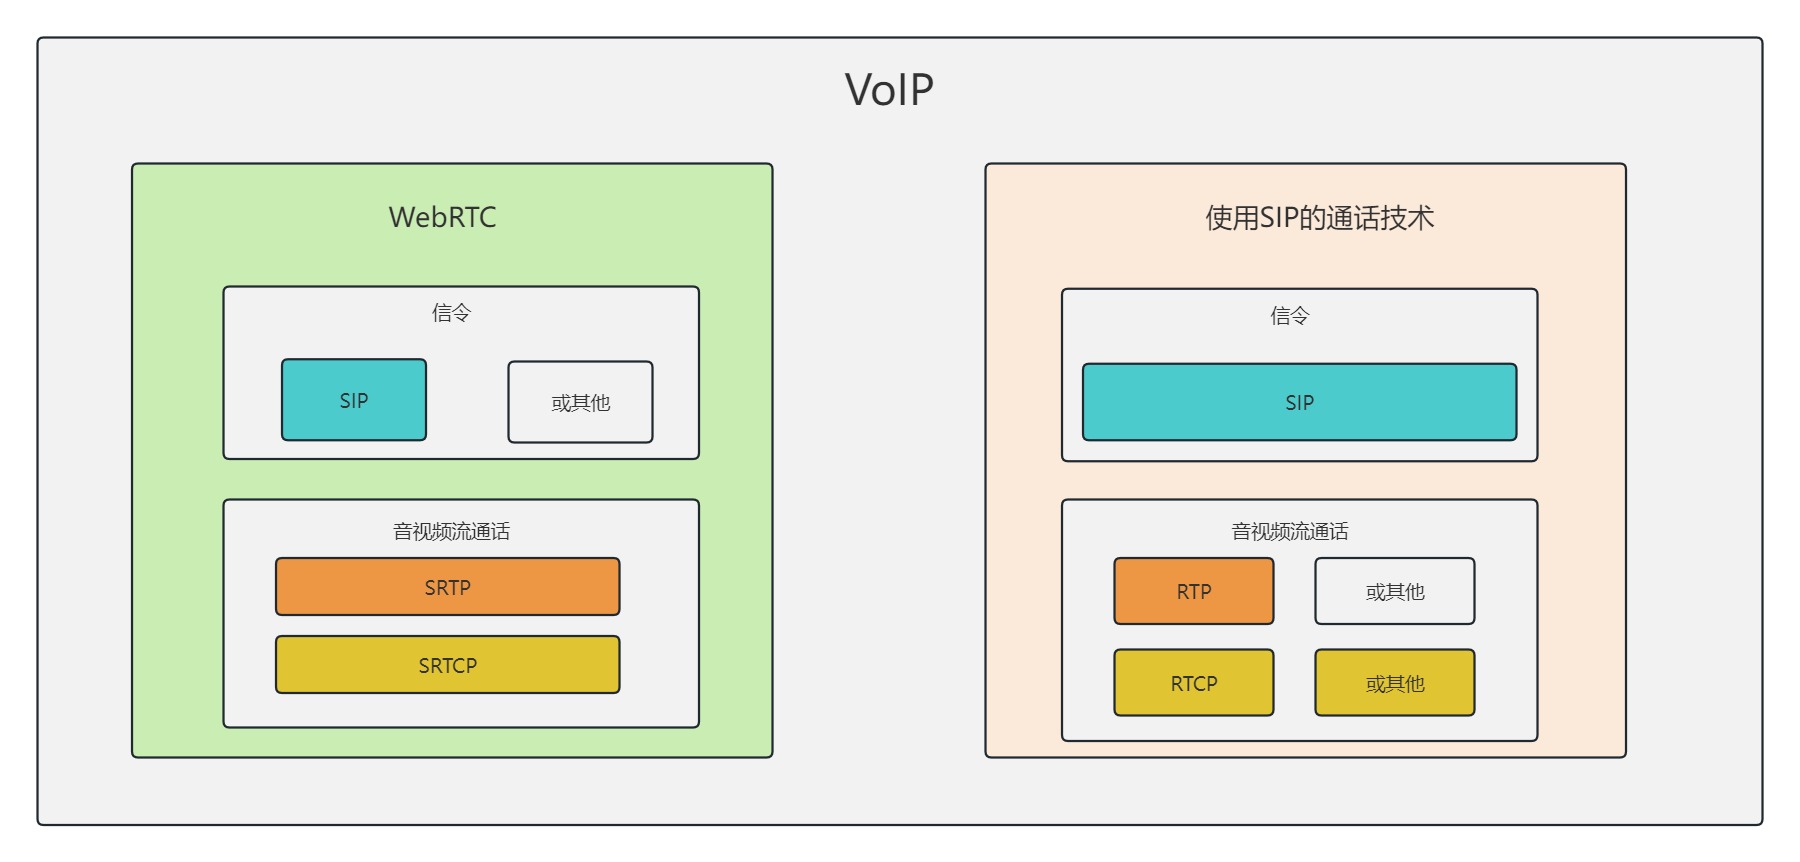 VoIP
WebRTC
信令
SIP
或其他
音视频流通话
SRTP
SRTCP
使用SIP的通话技术
信令
SIP
音视频流通话
RTP
或其他
RTCP
或其他